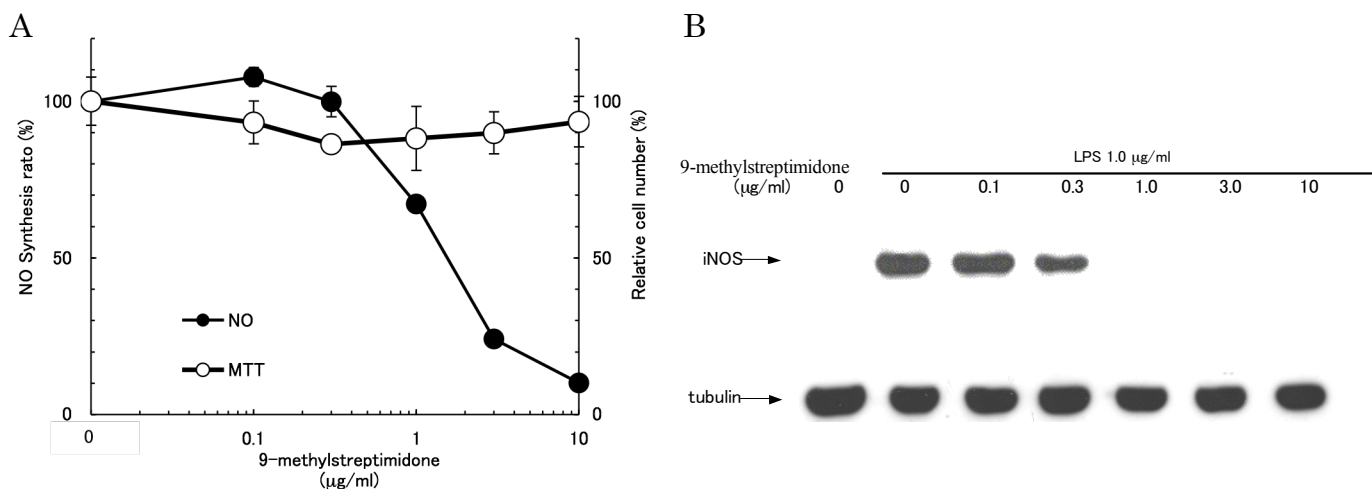 A
NO Synthesis rato (%)
100
50
0
NO
MTT
100
50
0
Relative cell number (%)
0
0.1
1
10
9-methylstreptimidone
(μg/ml)
B
LPS 1.0 μg/ml
9-methylstreptimidone
(μg/ml) 0 0 0.1 0.3 1.0 3.0 10
iNOS
tubulin